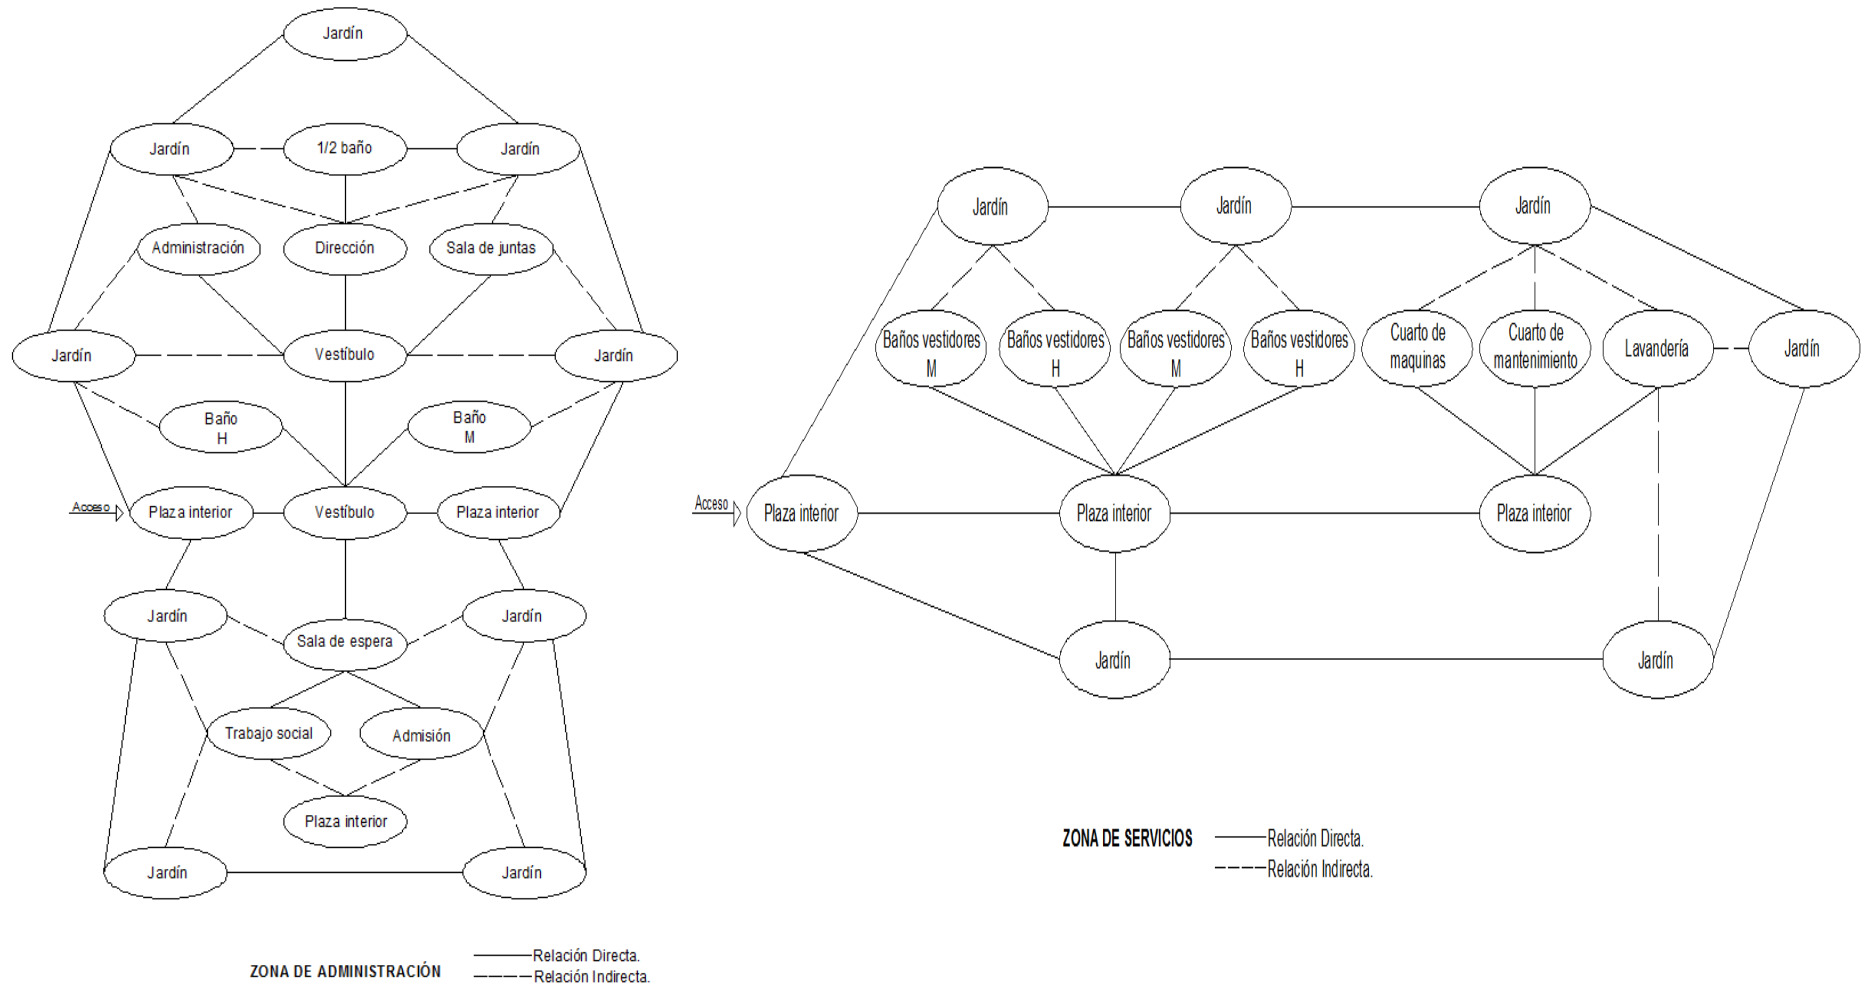 Jardín
Jardín
1/2 baño
Jardín
Administración
Dirección
Sala de juntas
Jardín
Vestíbulo
Jardín
Baño
H
Baño
M
Acceso
Plaza interior
Vestíbulo
Plaza interior
Jardín
Sala de espera
Jardín
Trabajo social
Admisión
Plaza interior
Jardín
Jardín
ZONA DE ADMINISTRACIÓN
Relación Directa.
Relación Indirecta.
Jardín
Jardín
Jardín
Baños vestidores
M
Baños vestidores
H
Baños vestidores
M
Baños vestidores
H
Cuarto de
maquinas
Cuarto de
mantenimiento
Lavandería
Jardín
Acceso
Plaza interior
Plaza interior
Plaza interior
Jardín
Jardín
ZONA DE SERVICIOS
Relación Directa.
Relación Indirecta.